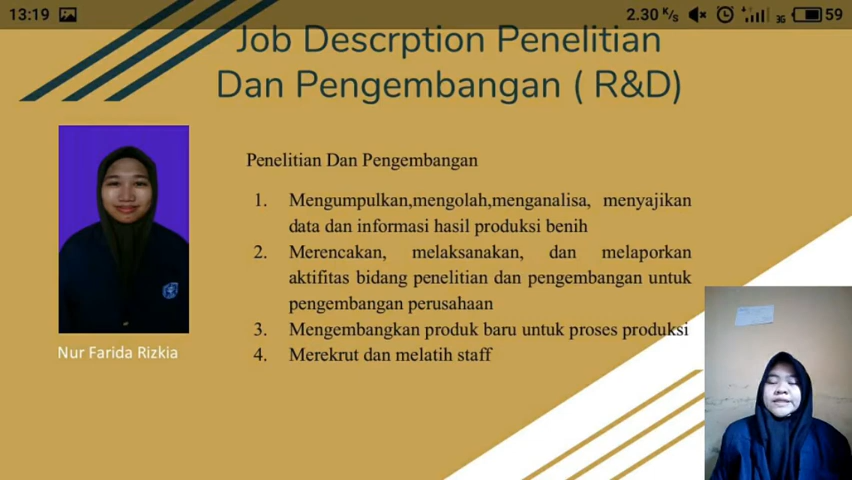 13:19 2.30 K/s 3G 59
Job Descrption Penelitian
Dan Pengembangan ( R&D)
Penelitian Dan Pengembangan
1. Mengumpulkan,mengolah,menganalisa, menyajikan
data dan informasi hasil produksi benih
2. Merencakan, melaksanakan, dan melaporkan
aktifitas bidang penelitian dan pengembangan untuk
pengembangan perusahaan
3. Mengembangkan produk baru untuk proses produksi
4. Merekrut dan melatih staff
Nur Farida Rizkia